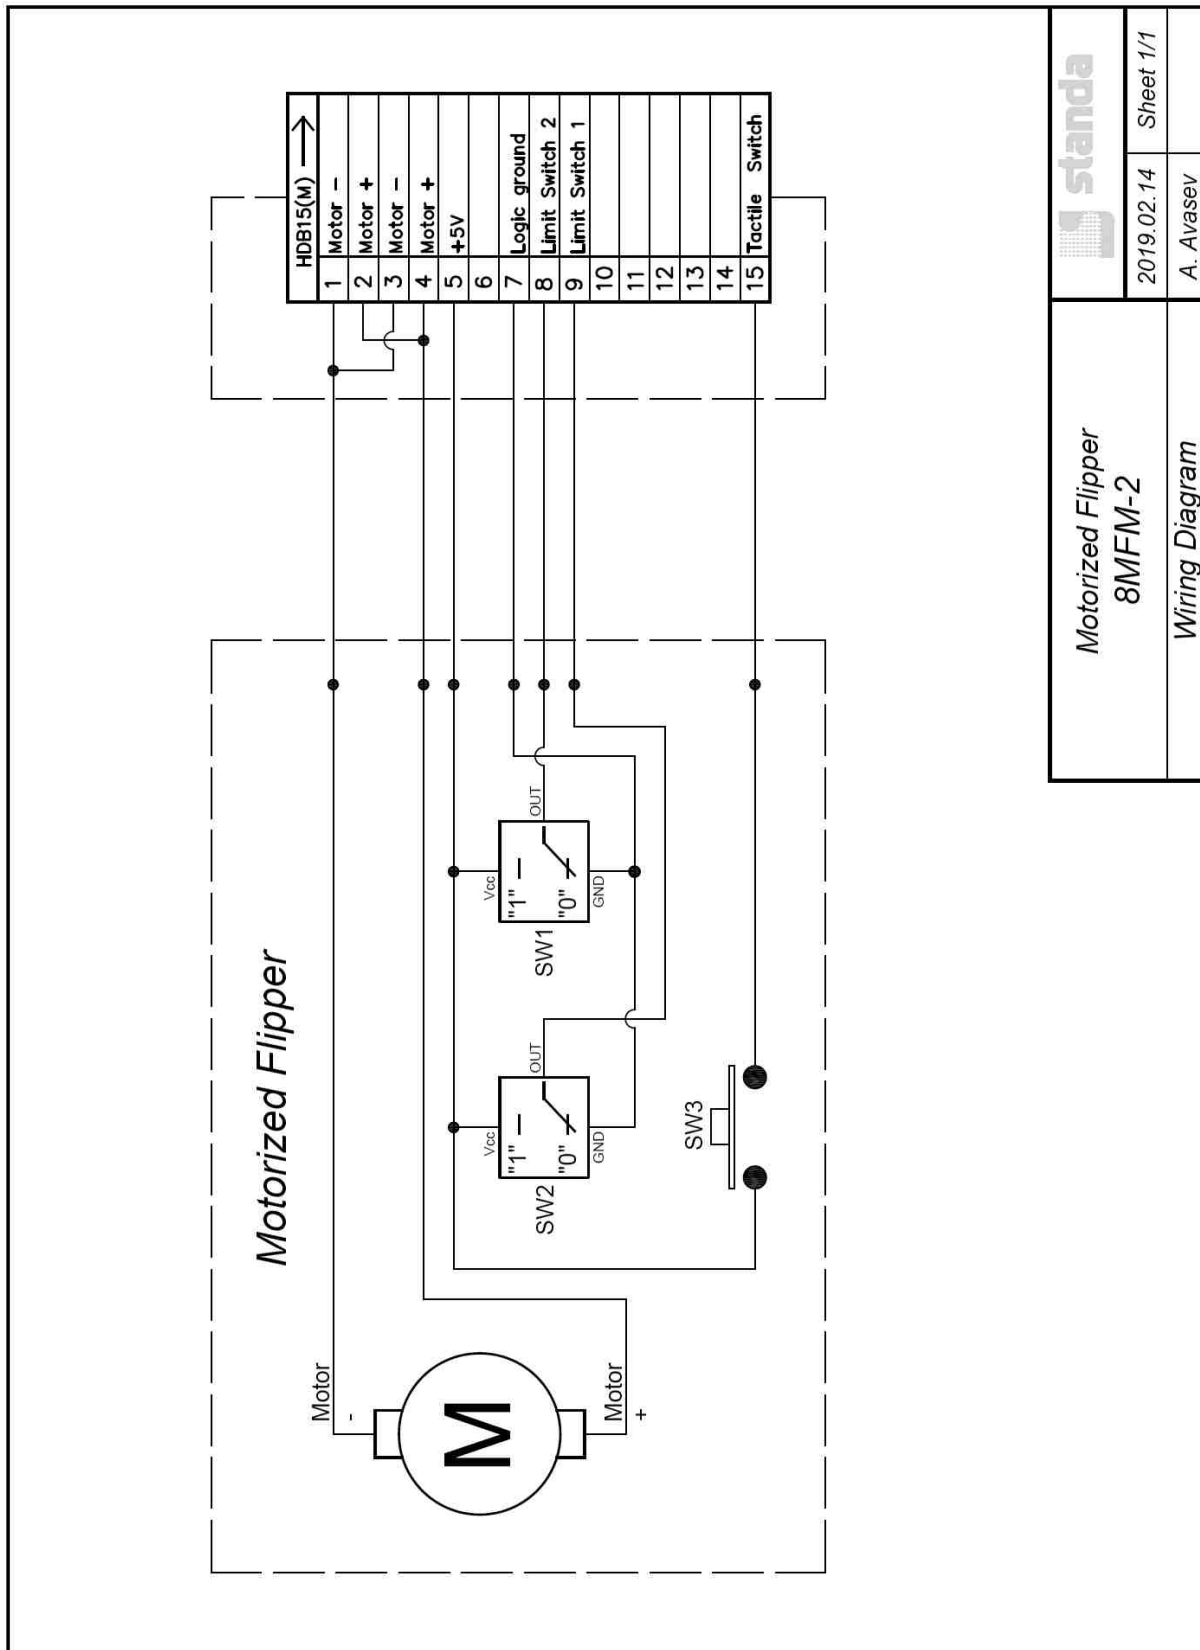 Motorized Flipper
HDB15(M)
1 Motor -
2 Motor +
3 Motor -
4 Motor +
5 +5V
6
7 Logic ground
8 Limit Switch 2
9 Limit Switch 1
10
11
12
13
14
15 Tactile Switch
Motor
-
M
Motor
+
Vcc
"1"
"0"
OUT
GND
SW2
Vcc
"1"
"0"
OUT
GND
SW1
SW3
Motorized Flipper
8MFM-2
Wiring Diagram
standa
2019.02.14
Sheet 1/1
A. Avasev